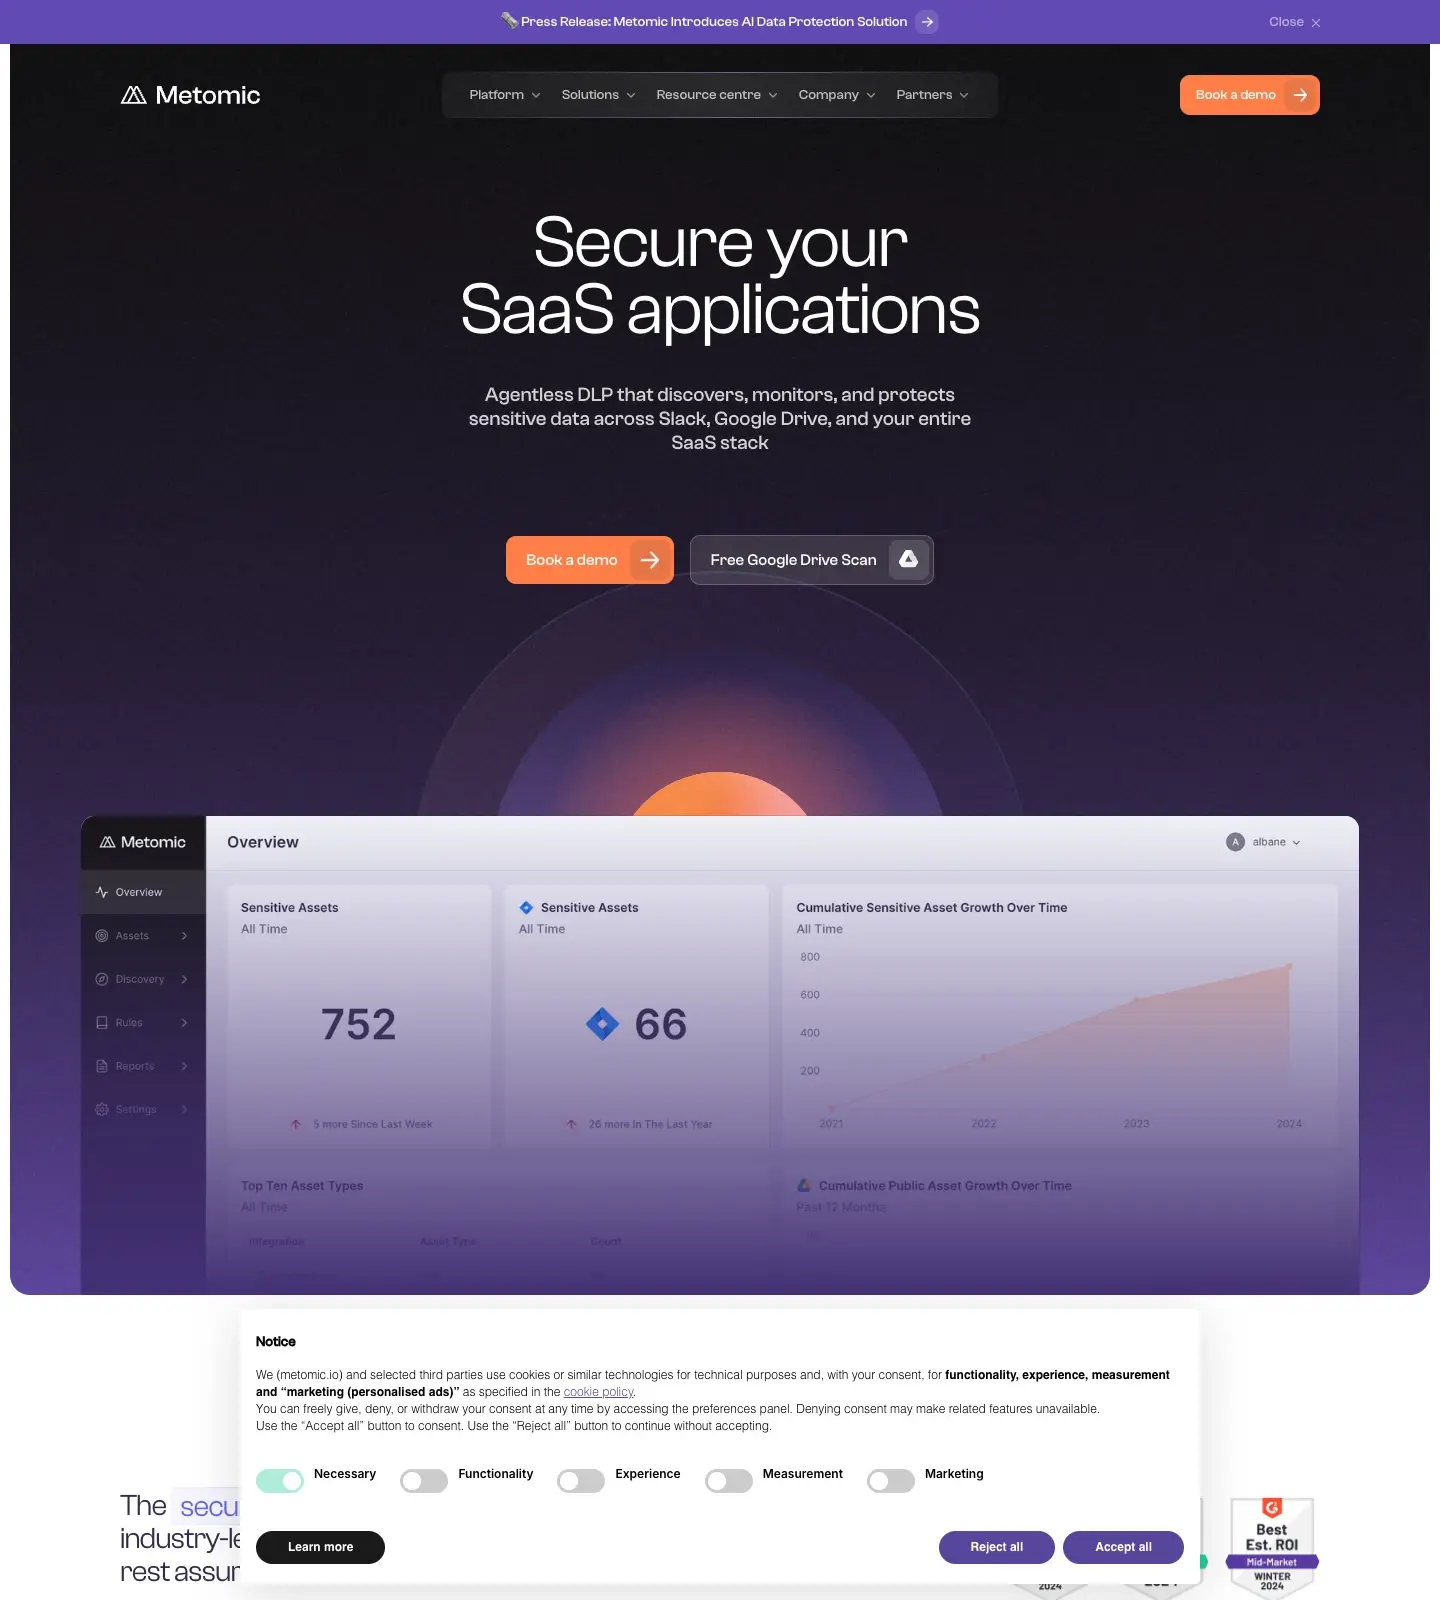 Press Release: Metomic Introduces AI Data Protection Solution
Close
Metomic
Platform
Solutions
Resource centre
Company
Partners
Book a demo
Secure your
SaaS applications
Agentless DLP that discovers, monitors, and protects
sensitive data across Slack, Google Drive, and your entire
SaaS stack
Book a demo
Free Google Drive Scan
Metomic
Overview
Assets
Discovery
Rules
Reports
Settings
Overview
A albane
Sensitive Assets
All Time
752
5 more Since Last Week
Sensitive Assets
All Time
66
26 more In The Last Year
Cumulative Sensitive Asset Growth Over Time
All Time
800
600
400
200
2021 2022 2023 2024
Top Ten Asset Types
All Time
Integration Asset Type Count
Cumulative Public Asset Growth Over Time
Past 12 Months
Notice
We (metomic.io) and selected third parties use cookies or similar technologies for technical purposes and, with your consent, for functionality, experience, measurement
and “marketing (personalised ads)” as specified in the cookie policy.
You can freely give, deny, or withdraw your consent at any time by accessing the preferences panel. Denying consent may make related features unavailable.
Use the “Accept all” button to consent. Use the “Reject all” button to continue without accepting.
Necessary
Functionality
Experience
Measurement
Marketing
Learn more
Reject all
Accept all
The
rest
2024
Best
Est. ROI
Mid-Market
WINTER
2024